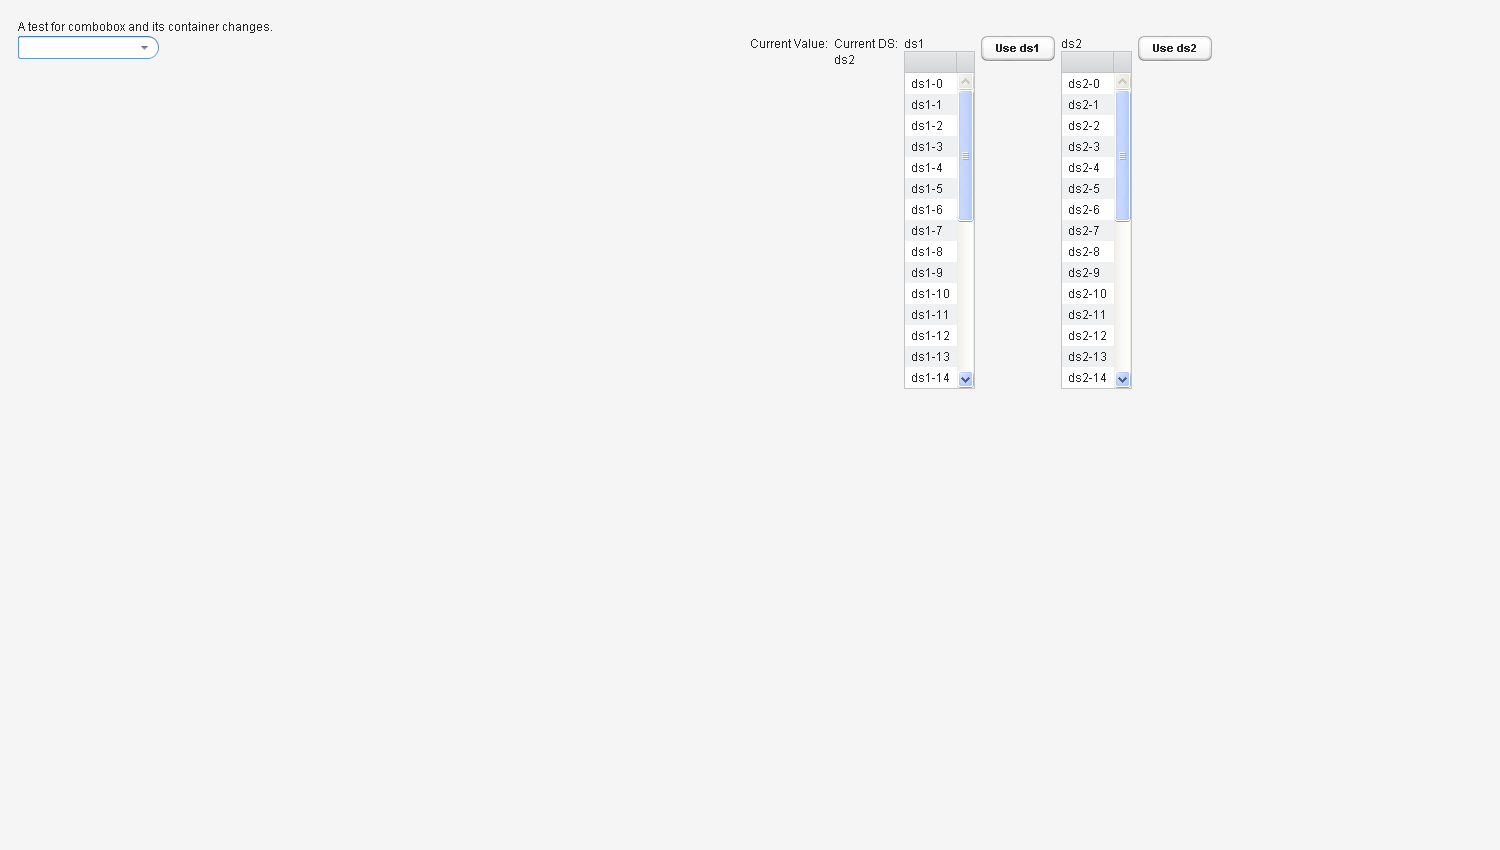 A test for combobox and its container changes.
Current Value:
Current DS:
ds2
ds1
ds1-0
ds1-1
ds1-2
ds1-3
ds1-4
ds1-5
ds1-6
ds1-7
ds1-8
ds1-9
ds1-10
ds1-11
ds1-12
ds1-13
ds1-14
Use ds1
ds2
ds2-0
ds2-1
ds2-2
ds2-3
ds2-4
ds2-5
ds2-6
ds2-7
ds2-8
ds2-9
ds2-10
ds2-11
ds2-12
ds2-13
ds2-14
Use ds2